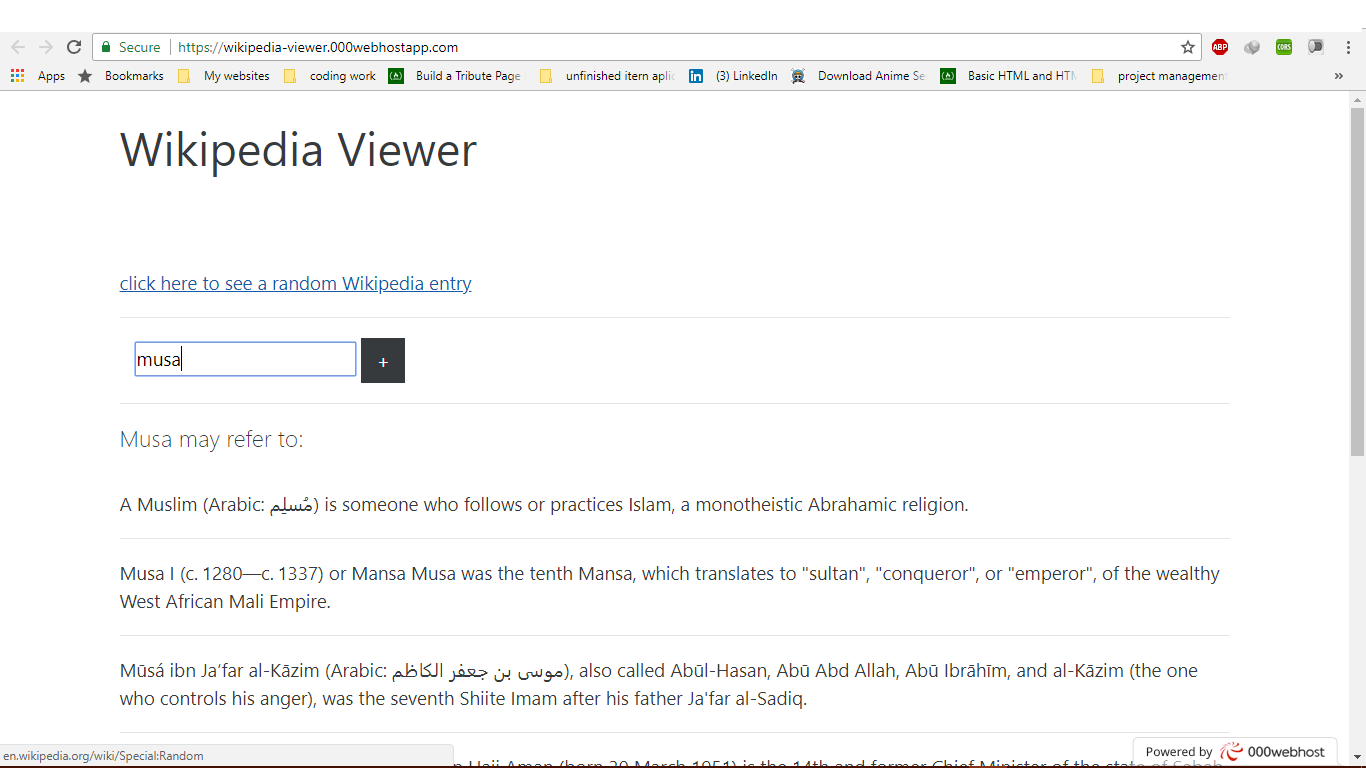 Secure https://wikipedia-viewer.000webhostapp.com ABP CORS
Apps Bookmarks My websites coding work Build a Tribute Page unfinished itern aplic (3) LinkedIn Download Anime Se Basic HTML and HTM project management »
Wikipedia Viewer
click here to see a random Wikipedia entry
musa +
Musa may refer to:
A Muslim (Arabic: مُسلِم) is someone who follows or practices Islam, a monotheistic Abrahamic religion.
Musa I (c. 1280—c. 1337) or Mansa Musa was the tenth Mansa, which translates to "sultan", "conqueror", or "emperor", of the wealthy
West African Mali Empire.
Mūsá ibn Ja‘far al-Kāzim (Arabic: موسى بن جعفر الكاظم), also called Abūl-Hasan, Abū Abd Allah, Abū Ibrāhīm, and al-Kāzim (the one
who controls his anger), was the seventh Shiite Imam after his father Ja'far al-Sadiq.
en.wikipedia.org/wiki/Special:Random
Haji Aman (born 30 March 1951) is the 14th and former Chief Minister of the state of Sabah
Powered by 000webhost